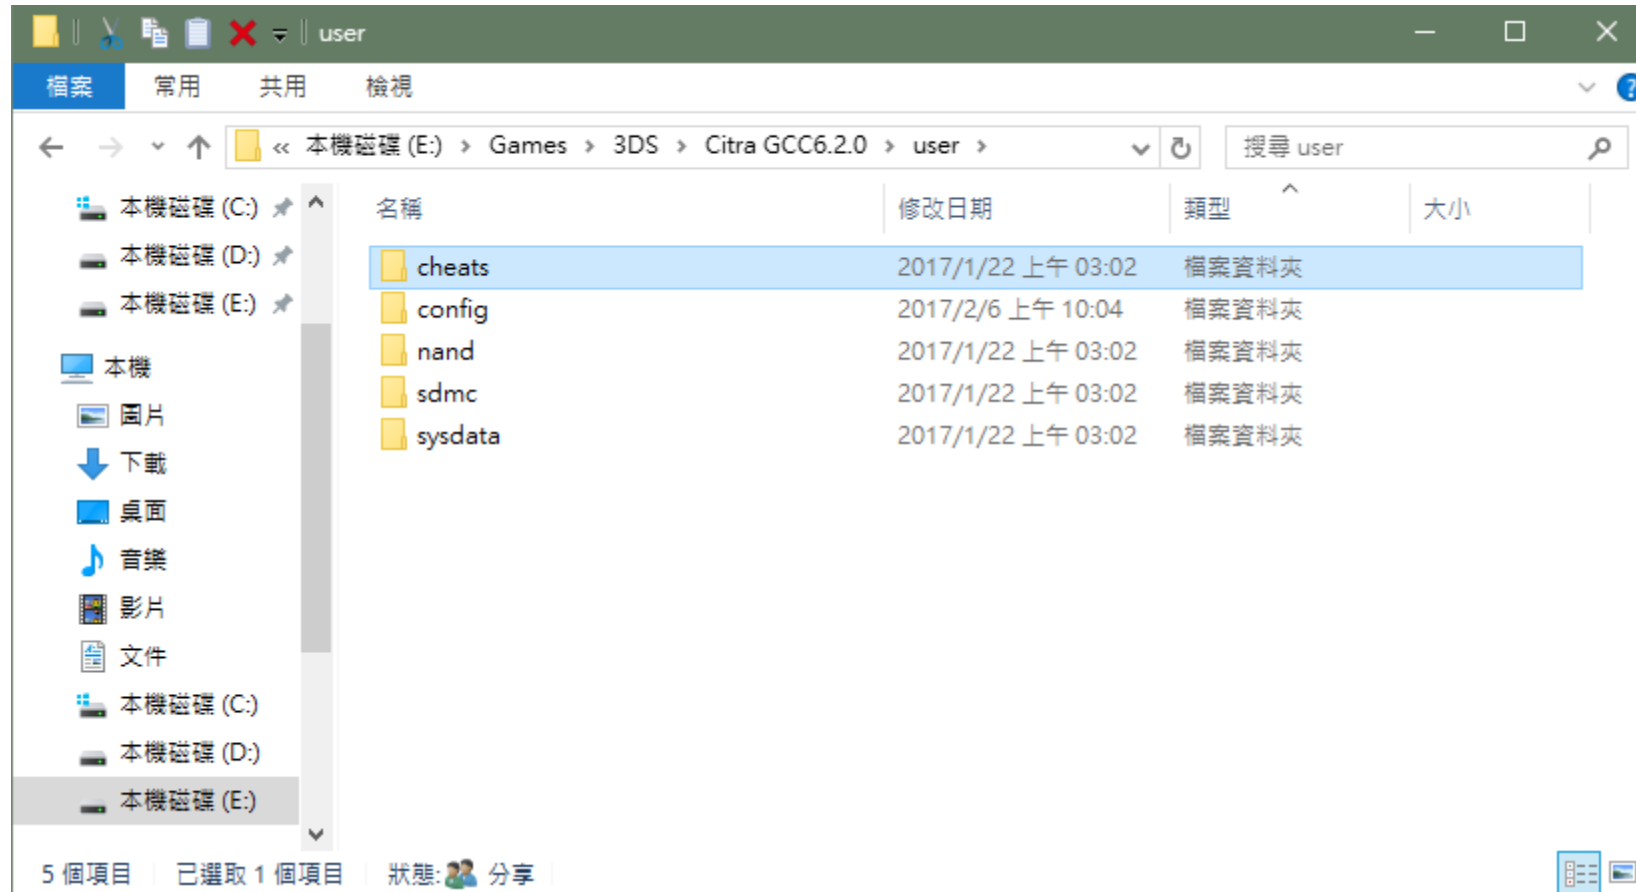 user
檔案 常用 共用 檢視
« 本機磁碟 (E:) › Games › 3DS › Citra GCC6.2.0 › user ›
搜尋 user
本機磁碟 (C:)
本機磁碟 (D:)
本機磁碟 (E:)
本機
圖片
下載
桌面
音樂
影片
文件
本機磁碟 (C:)
本機磁碟 (D:)
本機磁碟 (E:)
名稱 修改日期 類型 大小
cheats 2017/1/22 上午 03:02 檔案資料夾
config 2017/2/6 上午 10:04 檔案資料夾
nand 2017/1/22 上午 03:02 檔案資料夾
sdmc 2017/1/22 上午 03:02 檔案資料夾
sysdata 2017/1/22 上午 03:02 檔案資料夾
5 個項目 已選取 1 個項目 狀態: 分享